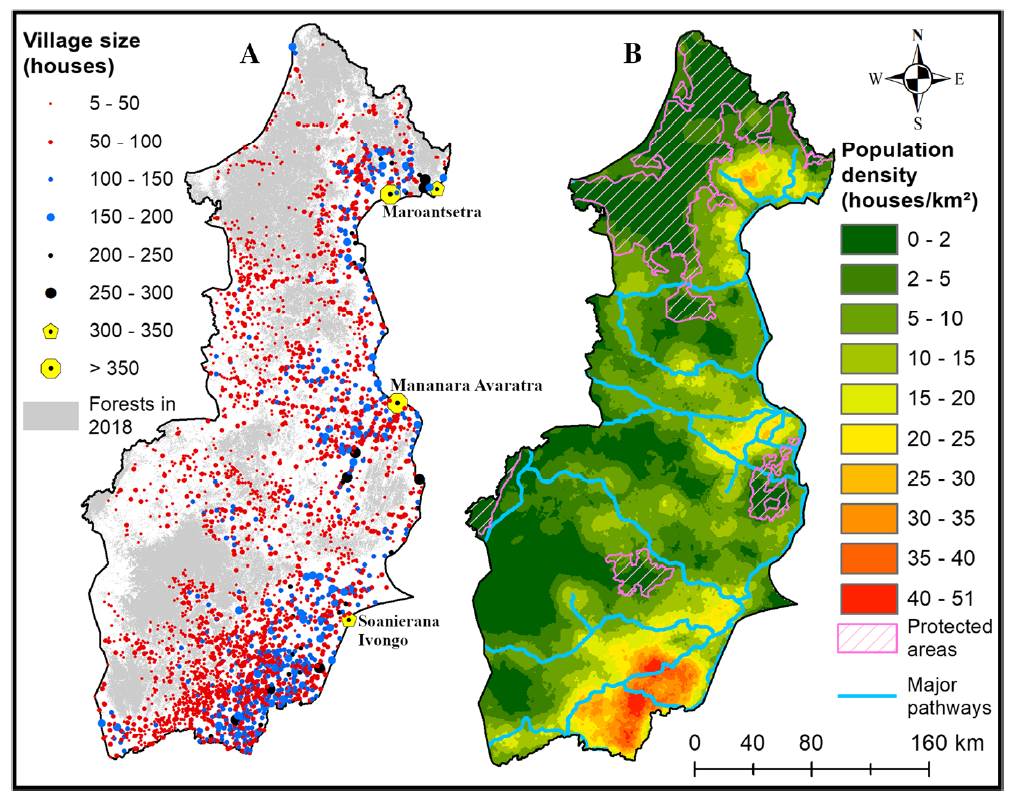 Village size
(houses)
5 - 50
50 - 100
100 - 150
150 - 200
200 - 250
250 - 300
300 - 350
> 350
Forests in
2018
A
Maroantsetra
Mananara Avaratra
Soanierana
Ivongo
B
N
W E
S
Population
density
(houses/km²)
0 - 2
2 - 5
5 - 10
10 - 15
15 - 20
20 - 25
25 - 30
30 - 35
35 - 40
40 - 51
Protected
areas
Major
pathways
0 40 80 160 km